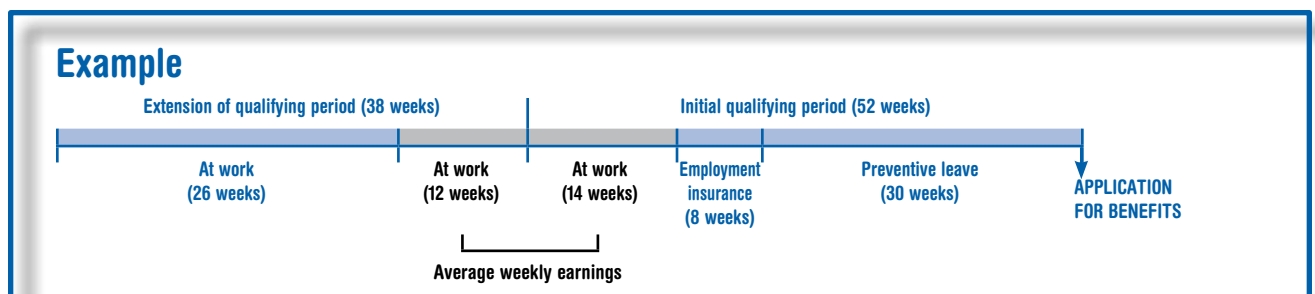 Example
Extension of qualifying period (38 weeks)
Initial qualifying period (52 weeks)
At work
(26 weeks)
At work
(12 weeks)
At work
(14 weeks)
Employment
insurance
(8 weeks)
Preventive leave
(30 weeks)
APPLICATION
FOR BENEFITS
Average weekly earnings